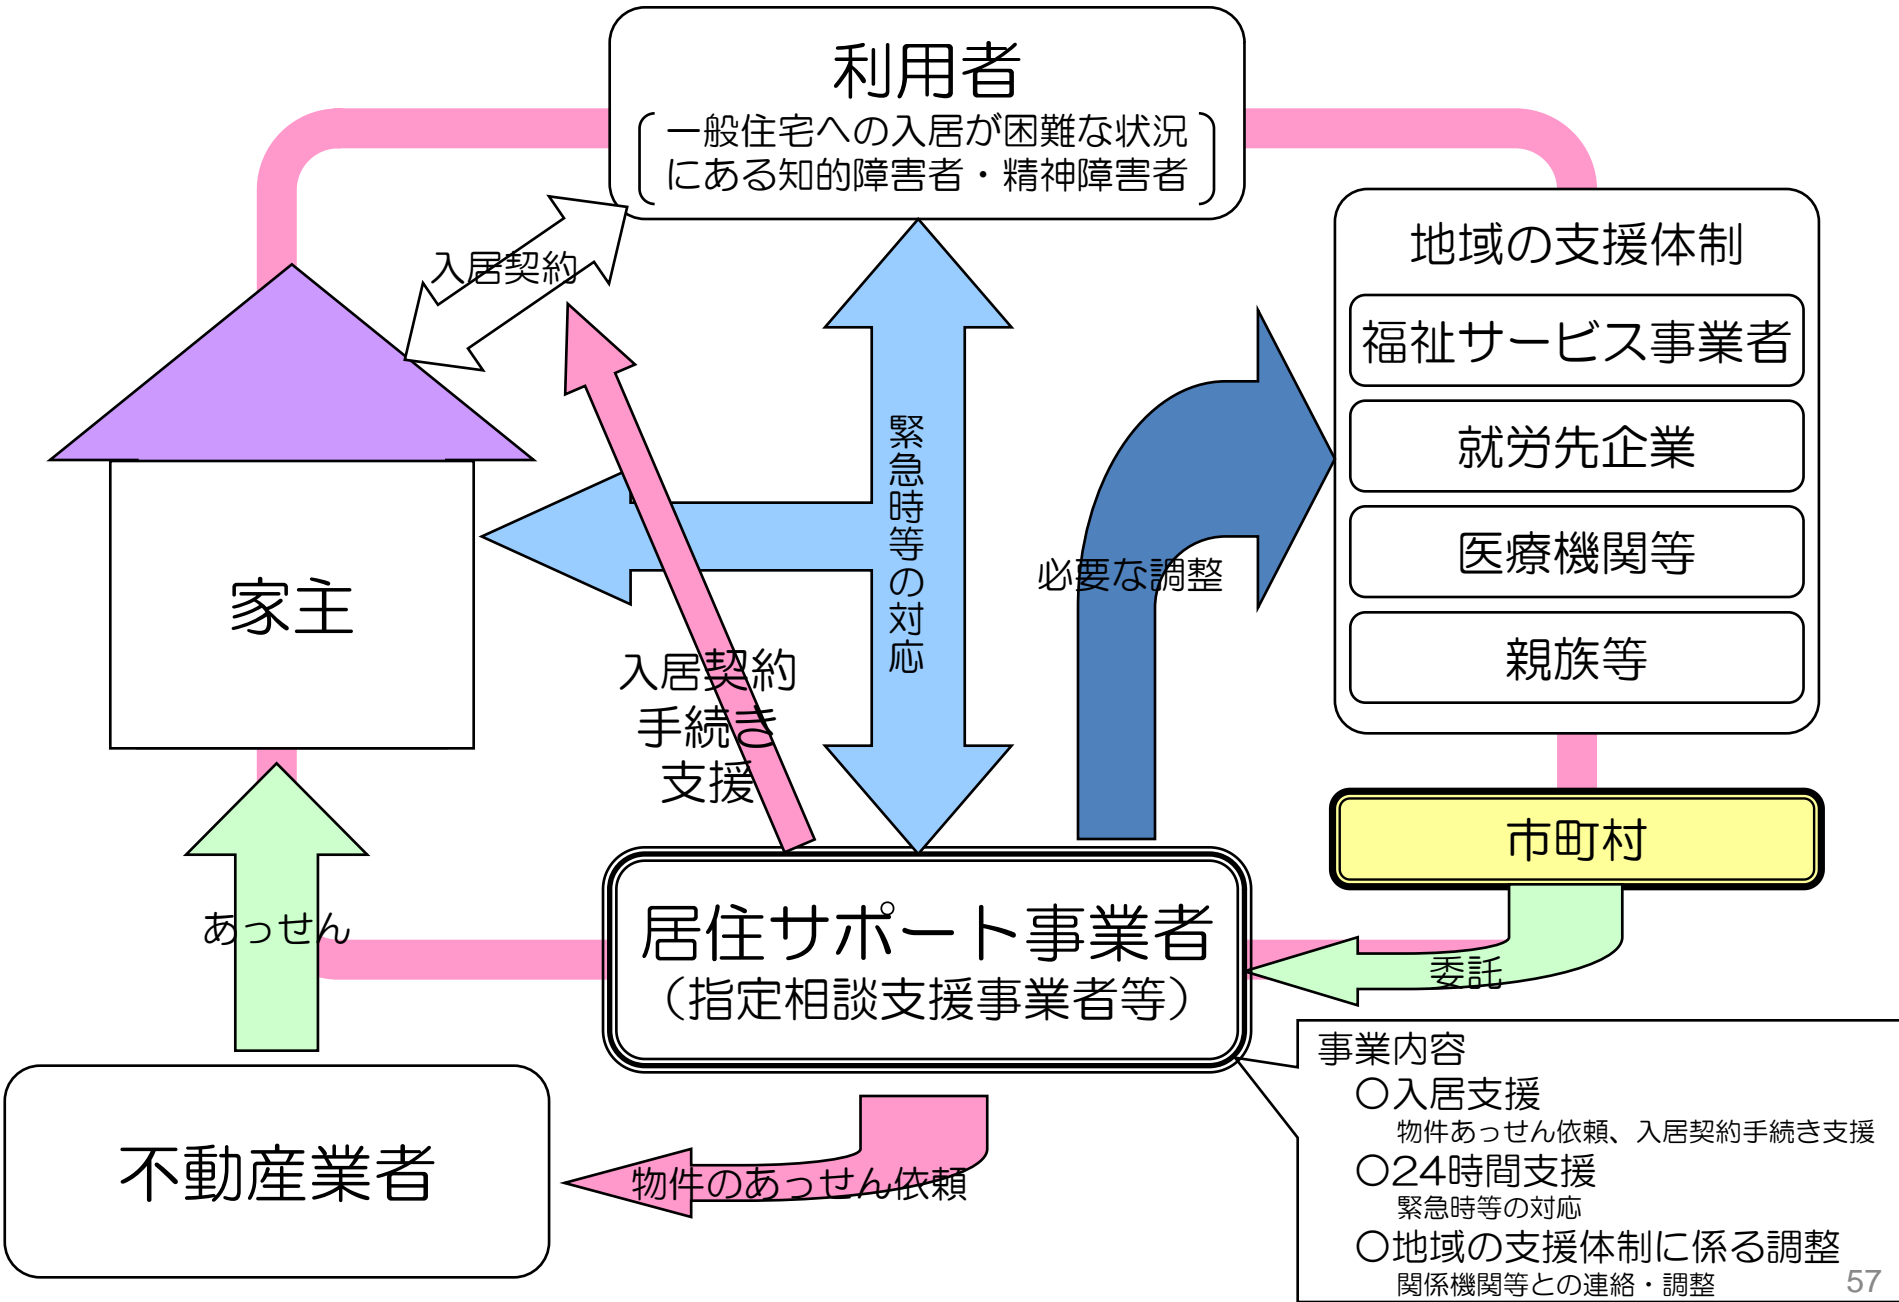 利用者
一般住宅への入居が困難な状況
にある知的障害者・精神障害者
入居契約
地域の支援体制
福祉サービス事業者
就労先企業
医療機関等
親族等
緊急時等の対応
必要な調整
家主
入居契約
手続き
支援
市町村
あっせん
居住サポート事業者
（指定相談支援事業者等）
委託
不動産業者
物件のあっせん依頼
事業内容
〇入居支援
物件あっせん依頼、入居契約手続き支援
〇24時間支援
緊急時等の対応
〇地域の支援体制に係る調整
関係機関等との連絡・調整
57